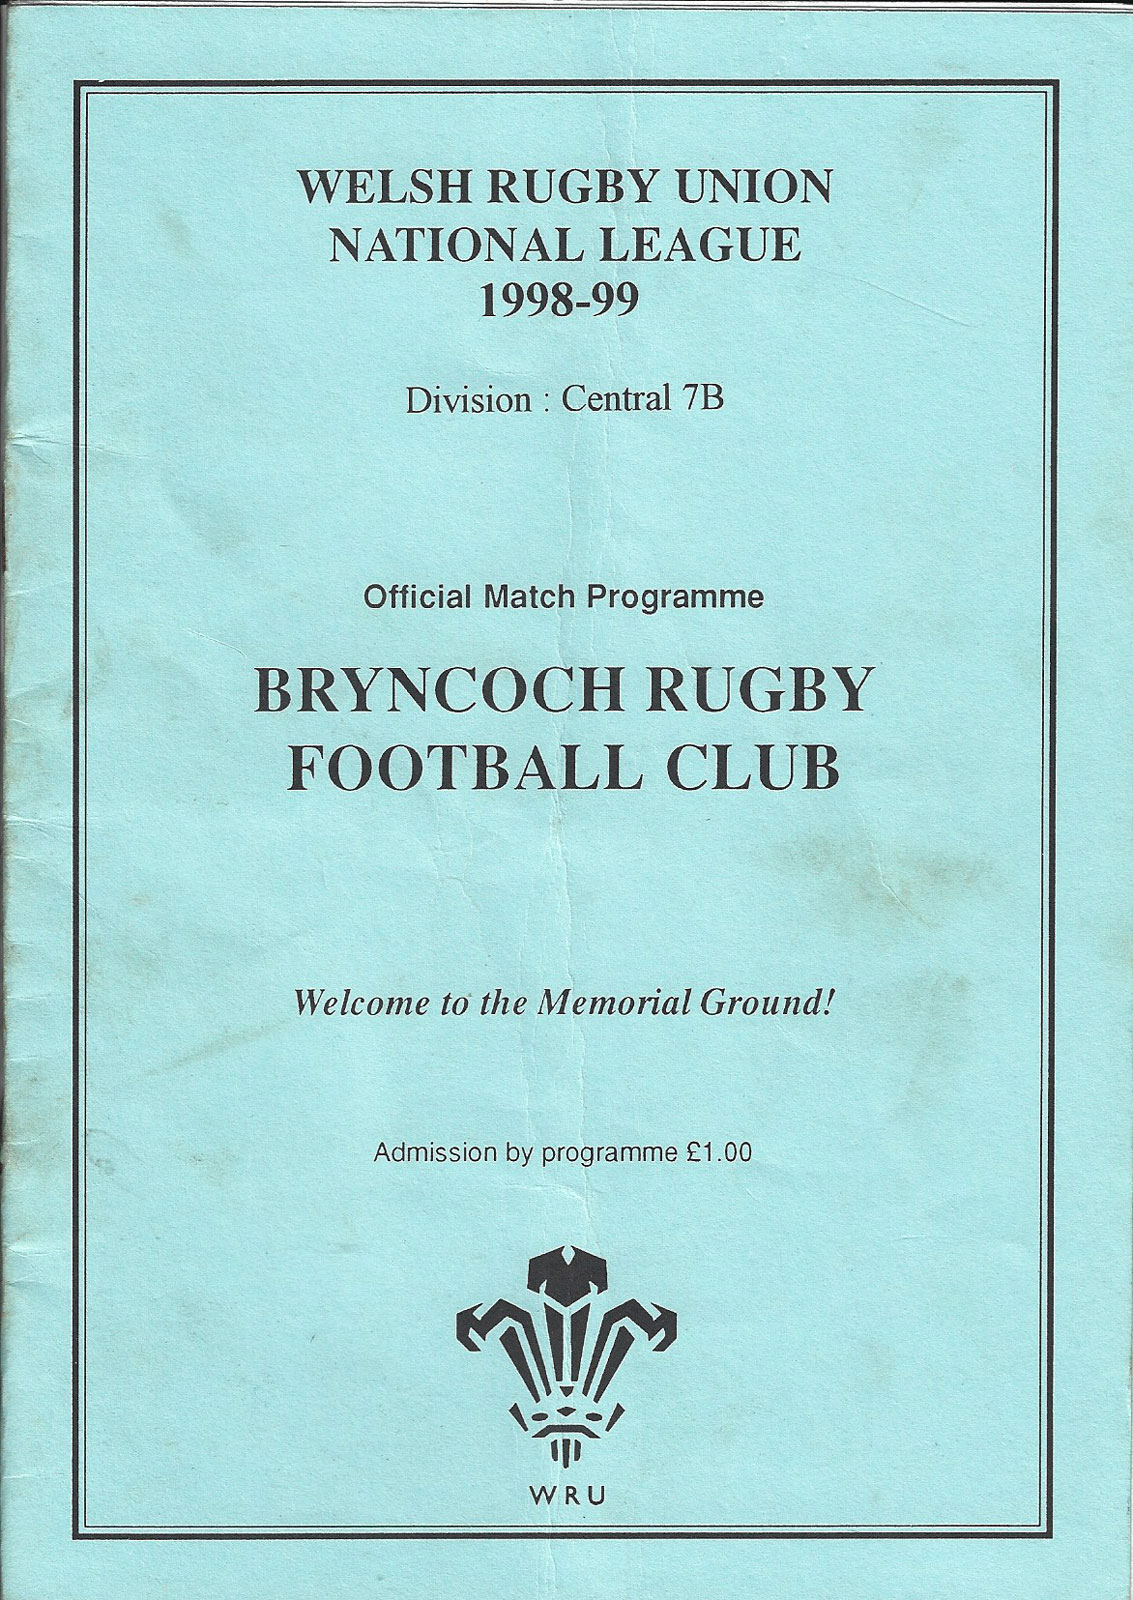 WELSH RUGBY UNION
NATIONAL LEAGUE
1998-99
Division : Central 7B
Official Match Programme
BRYNCOCH RUGBY
FOOTBALL CLUB
Welcome to the Memorial Ground!
Admission by programme £1.00
WRU